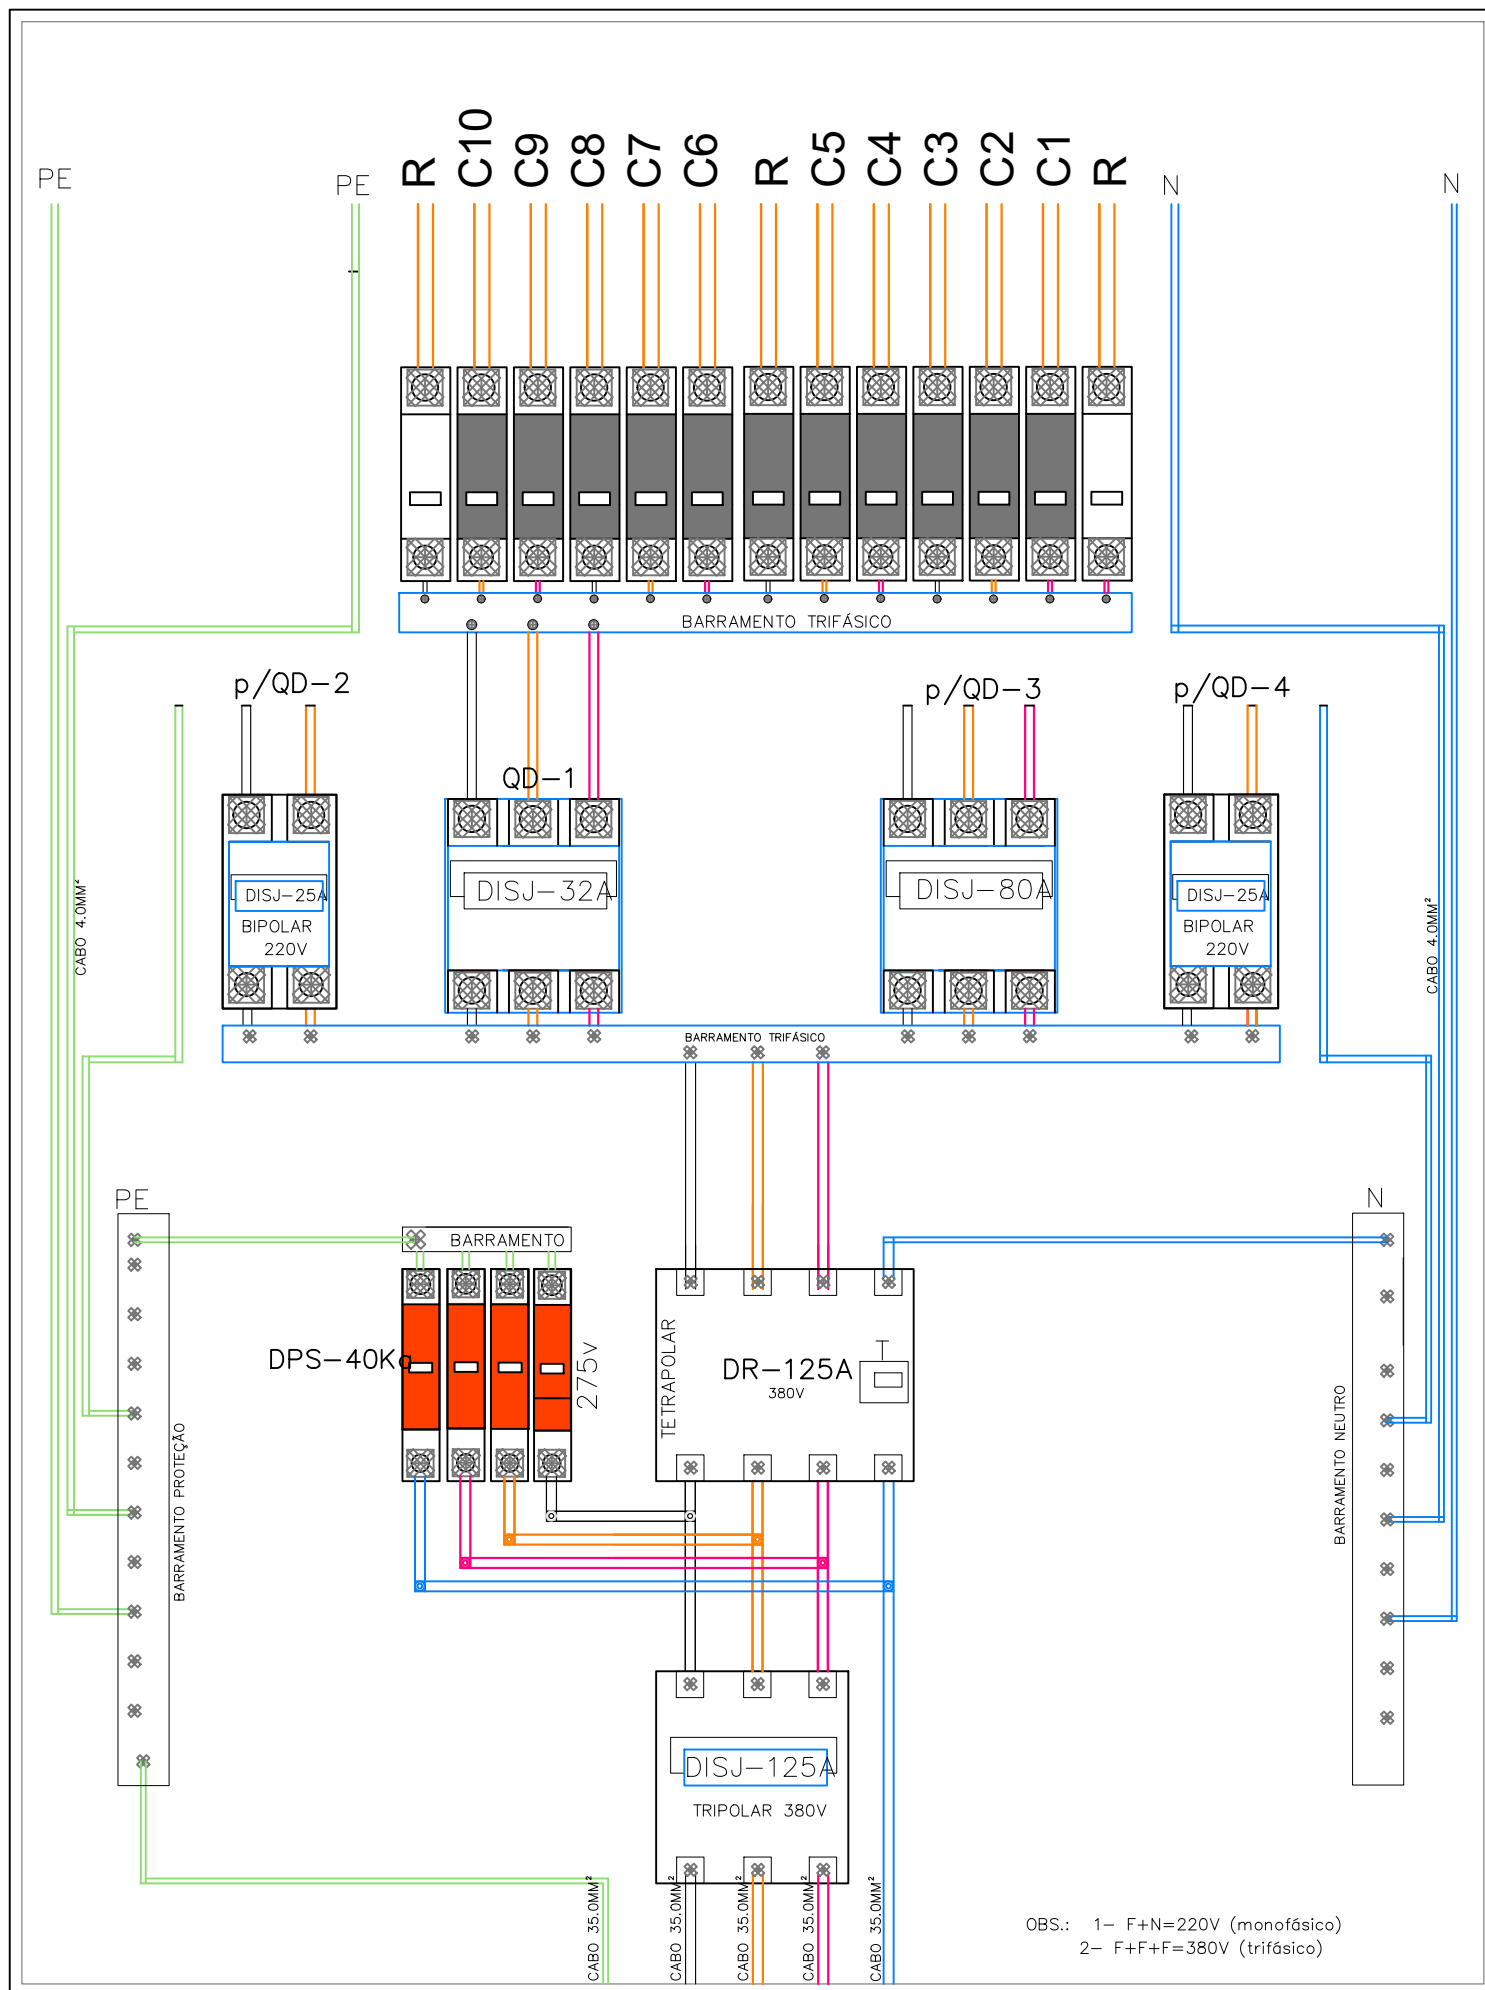 PE
PE
R
C10
C9
C8
C7
C6
R
C5
C4
C3
C2
C1
R
N
N
BARRAMENTO TRIFÁSICO
p/QD-2
p/QD-3
p/QD-4
QD-1
DISJ-25A
BIPOLAR
220V
DISJ-32A
DISJ-80A
DISJ-25A
BIPOLAR
220V
CABO 4.0MM²
CABO 4.0MM²
BARRAMENTO TRIFÁSICO
PE
N
BARRAMENTO
DPS-40Ka
275v
TETRAPOLAR
DR-125A
380V
T
BARRAMENTO PROTEÇÃO
BARRAMENTO NEUTRO
DISJ-125A
TRIPOLAR 380V
CABO 35.0MM²
CABO 35.0MM²
CABO 35.0MM²
CABO 35.0MM²
CABO 35.0MM²
OBS.: 1- F+N=220V (monofásico)
2- F+F+F=380V (trifásico)